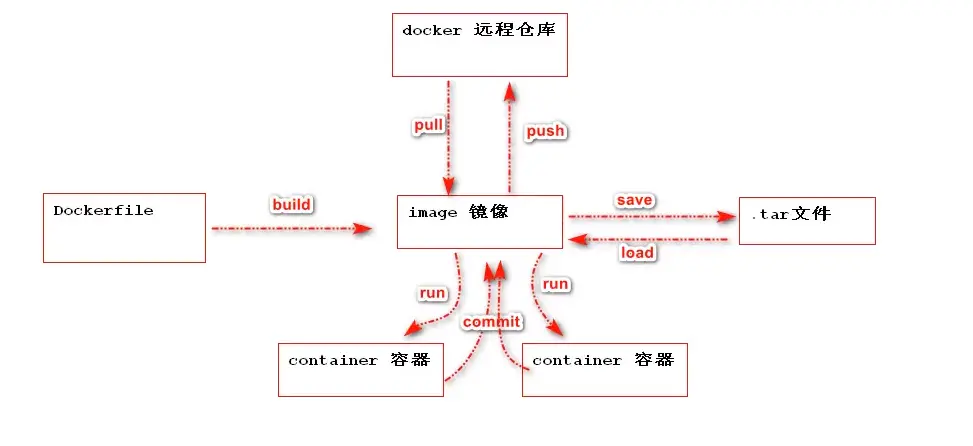 docker 远程仓库
pull
push
Dockerfile
build
image 镜像
save
.tar文件
load
run
run
commit
container 容器
container 容器